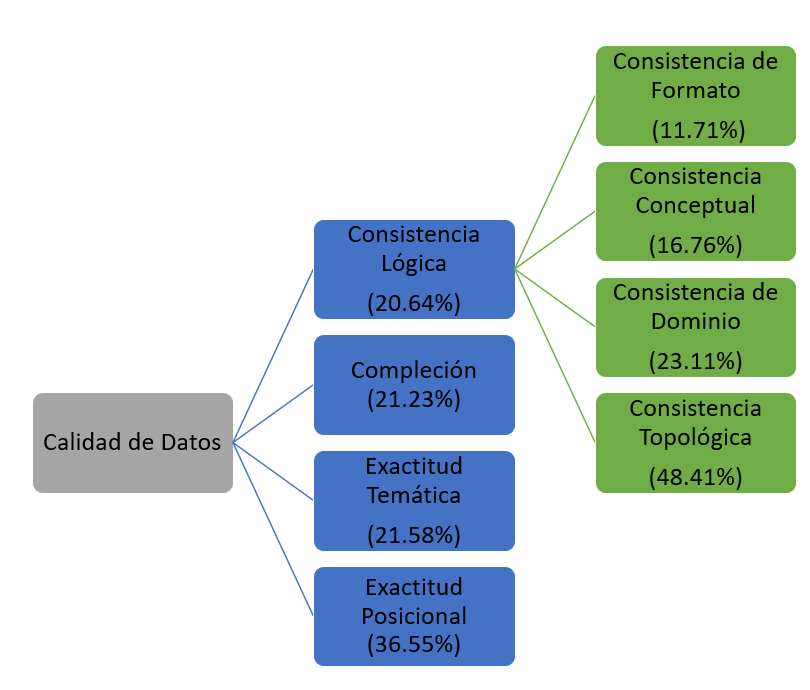 Calidad de Datos
Consistencia
Lógica
(20.64%)
Compleción
(21.23%)
Exactitud
Temática
(21.58%)
Exactitud
Posicional
(36.55%)
Consistencia de
Formato
(11.71%)
Consistencia
Conceptual
(16.76%)
Consistencia de
Dominio
(23.11%)
Consistencia
Topológica
(48.41%)